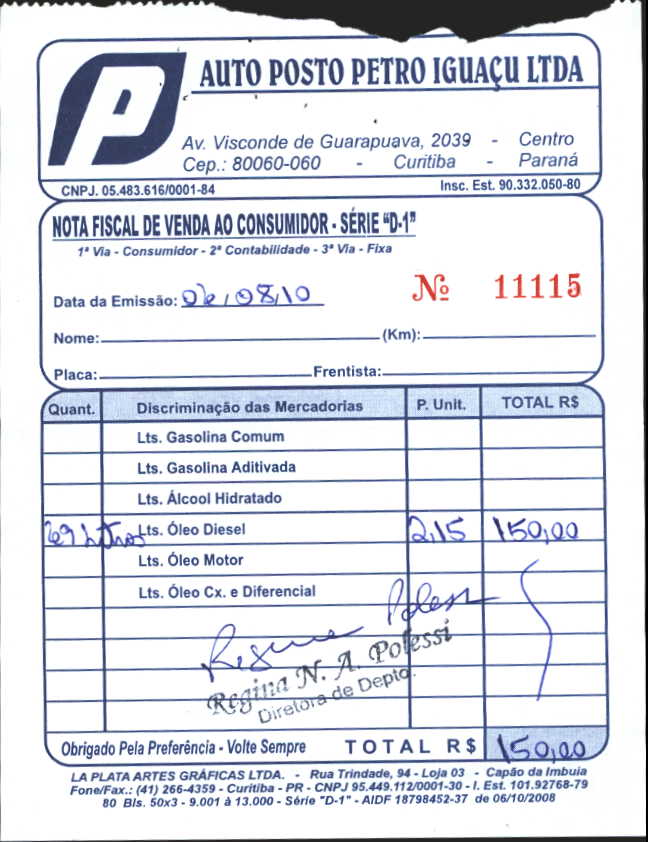 P
AUTO POSTO PETRO IGUAÇU LTDA
Av. Visconde de Guarapuava, 2039 - Centro
Cep.: 80060-060 - Curitiba - Paraná
CNPJ. 05.483.616/0001-84 Insc. Est. 90.332.050-80
NOTA FISCAL DE VENDA AO CONSUMIDOR - SÉRIE "D-1"
1ª Via - Consumidor - 2ª Contabilidade - 3ª Via - Fixa
Data da Emissão: 06/08/10 Nº 11115
Nome: (Km):
Placa: Frentista:
Quant. Discriminação das Mercadorias P. Unit. TOTAL R$
Lts. Gasolina Comum
Lts. Gasolina Aditivada
Lts. Álcool Hidratado
69 Litros Lts. Óleo Diesel 2,15 150,00
Lts. Óleo Motor
Lts. Óleo Cx. e Diferencial
Regina Polessi
Regina N. A. Polessi
Diretora de Depto.
Obrigado Pela Preferência - Volte Sempre TOTAL R$ 150,00
LA PLATA ARTES GRÁFICAS LTDA. - Rua Trindade, 94 - Loja 03 - Capão da Imbuia
Fone/Fax.: (41) 266-4359 - Curitiba - PR - CNPJ 95.449.112/0001-30 - I. Est. 101.92768-79
80 Bls. 50x3 - 9.001 à 13.000 - Série "D-1" - AIDF 18798452-37 de 06/10/2008